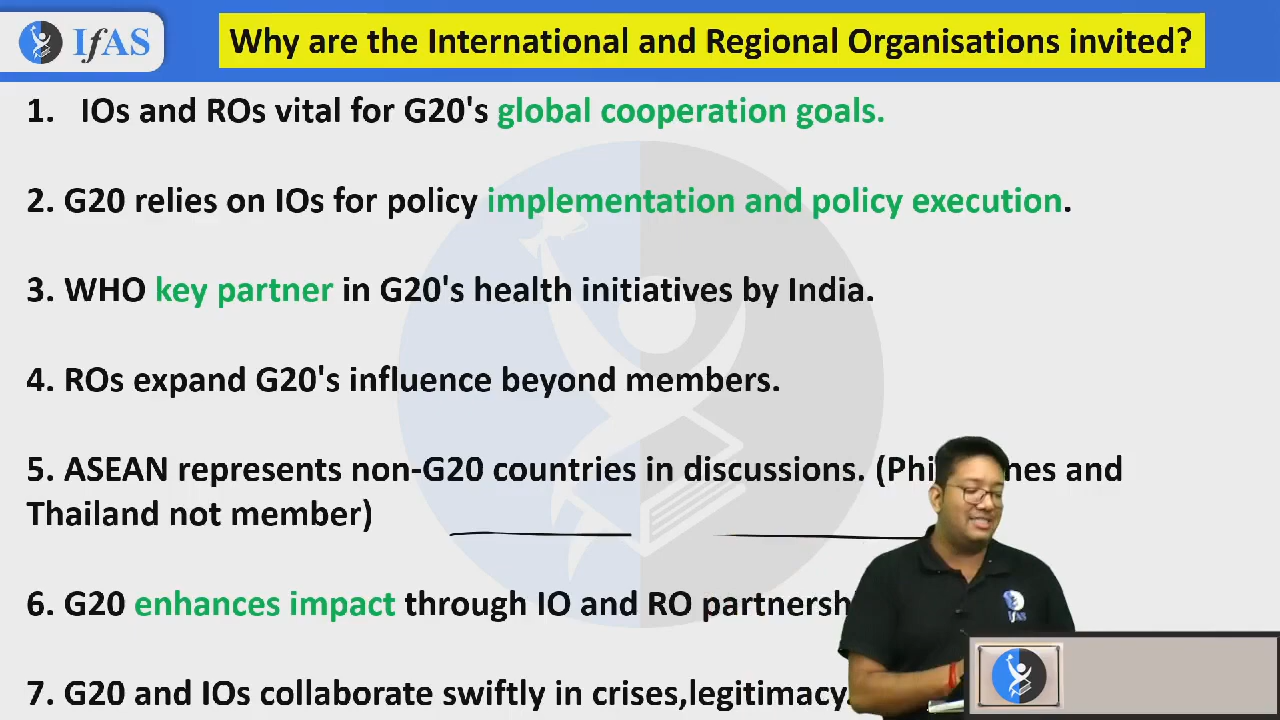 IfAS
Why are the International and Regional Organisations invited?
1. IOs and ROs vital for G20's global cooperation goals.
2. G20 relies on IOs for policy implementation and policy execution.
3. WHO key partner in G20's health initiatives by India.
4. ROs expand G20's influence beyond members.
5. ASEAN represents non-G20 countries in discussions. and
Thailand not member)
6. G20 enhances impact through IO and RO
7. G20 and IOs collaborate swiftly in crises,legitimacy.
IfAS